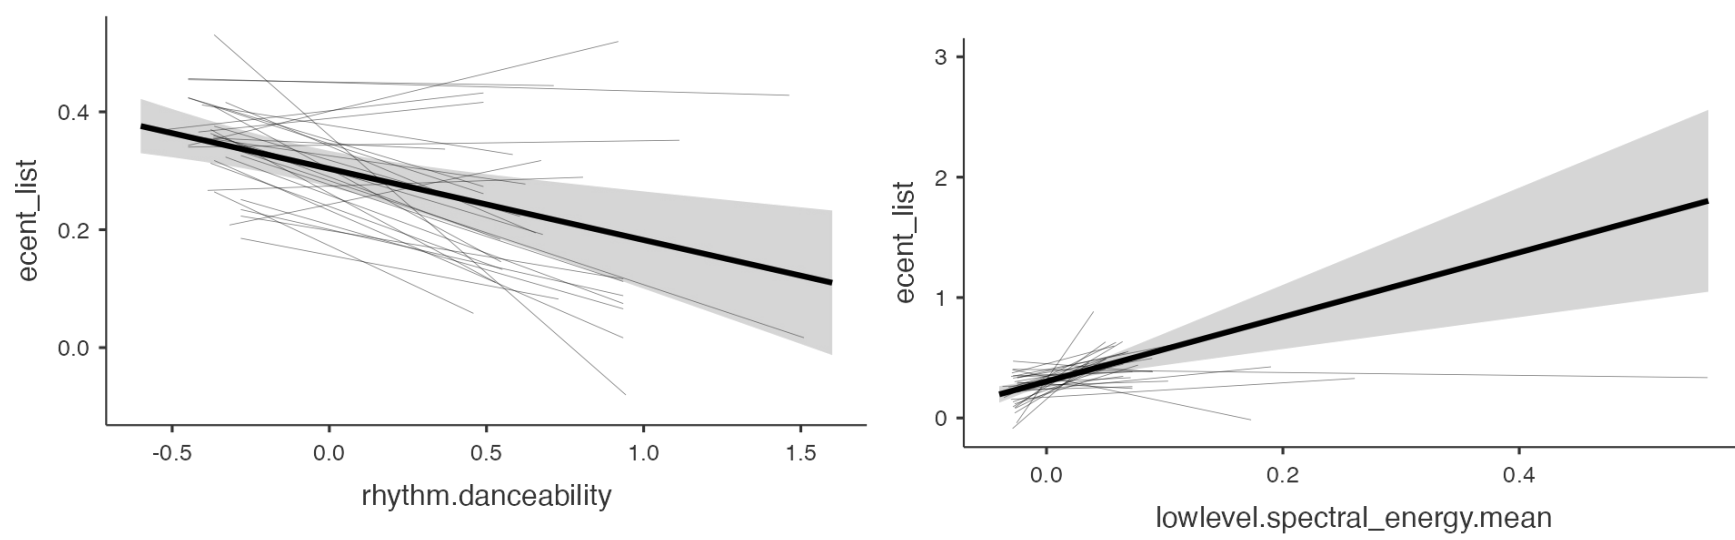 ecent_list
0.4
0.2
0.0
-0.5 0.0 0.5 1.0 1.5
rhythm.danceability
ecent_list
3
2
1
0
0.0 0.2 0.4
lowlevel.spectral_energy.mean